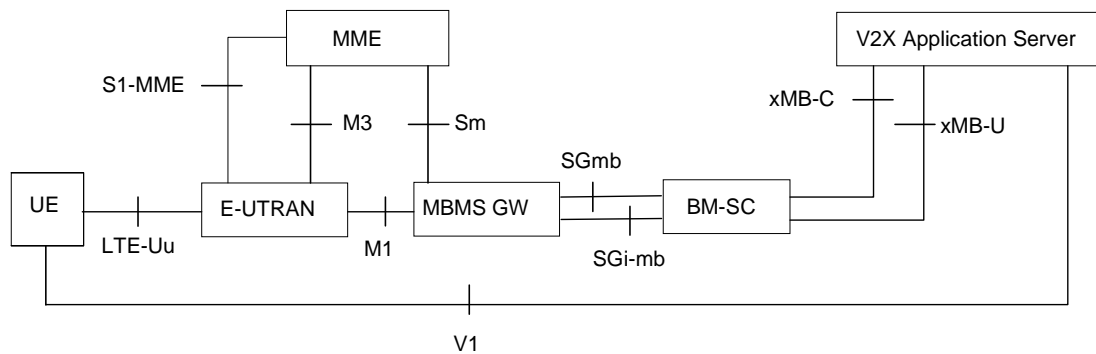 MME
V2X Application Server
S1-MME
xMB-C
M3
Sm
xMB-U
SGmb
UE
E-UTRAN
MBMS GW
BM-SC
LTE-Uu
M1
SGi-mb
V1